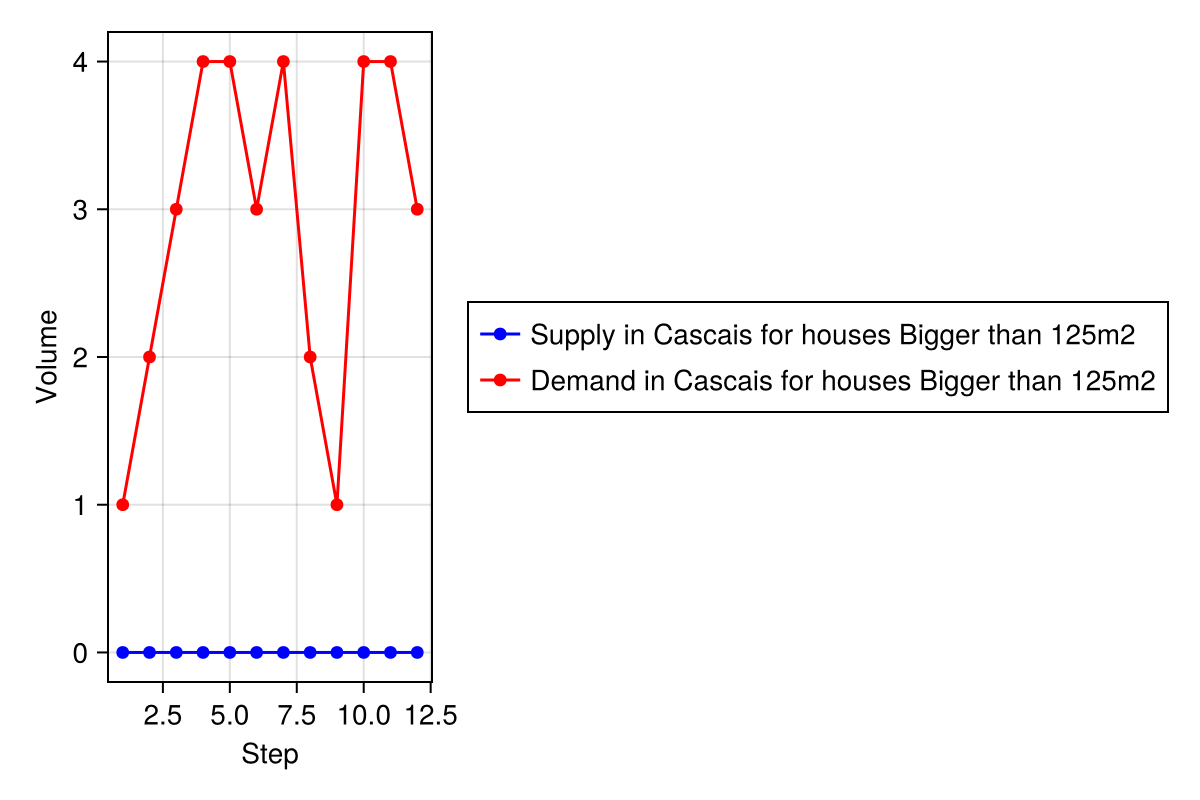 4
3
2
1
0
Volume
2.5 5.0 7.5 10.0 12.5
Step
Supply in Cascais for houses Bigger than 125m2
Demand in Cascais for houses Bigger than 125m2